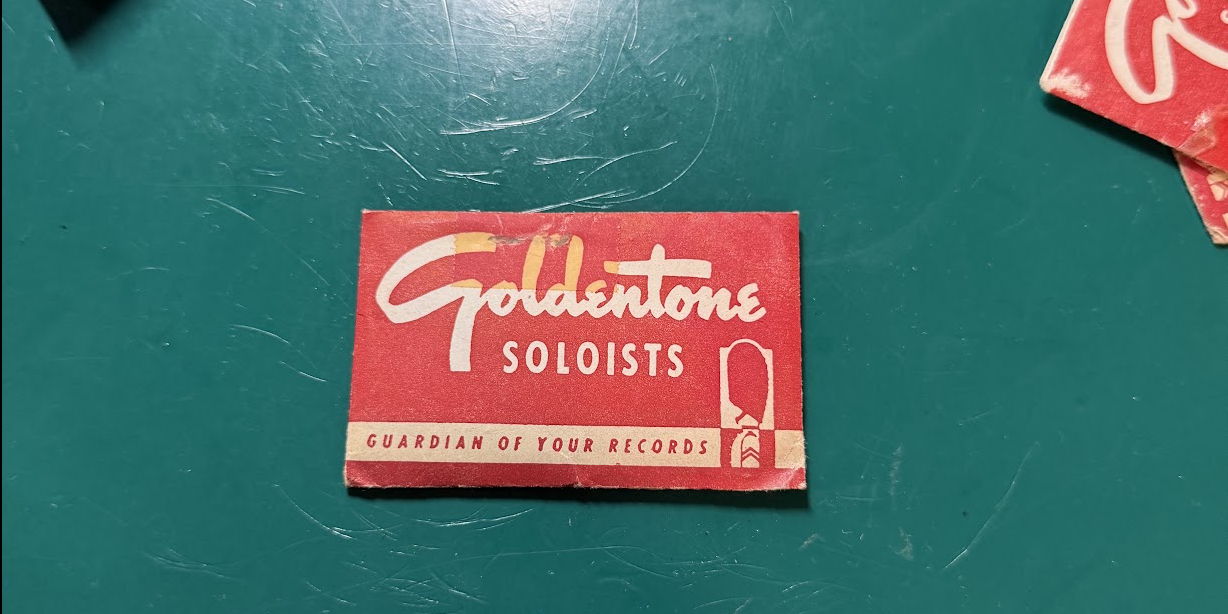 Goldentone
SOLOISTS
GUARDIAN OF YOUR RECORDS